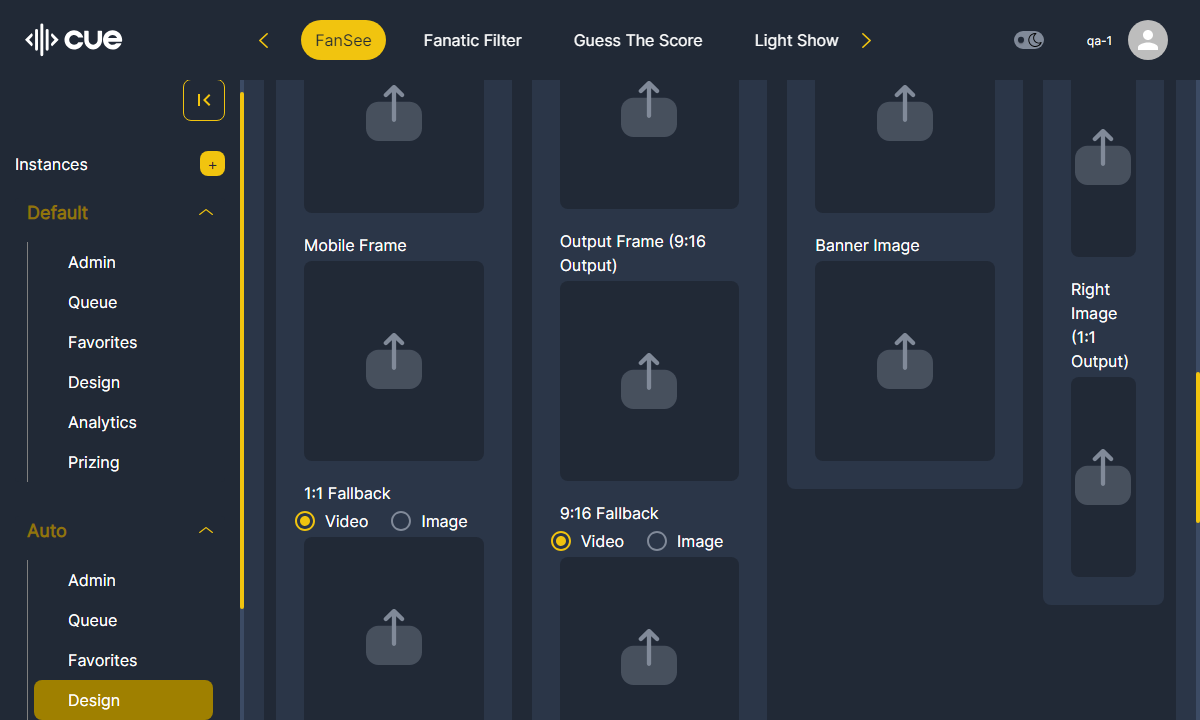 cue
FanSee
Fanatic Filter
Guess The Score
Light Show
qa-1
Instances
+
Default
Admin
Queue
Favorites
Design
Analytics
Prizing
Auto
Admin
Queue
Favorites
Design
Mobile Frame
1:1 Fallback
Video
Image
Output Frame (9:16
Output)
9:16 Fallback
Video
Image
Banner Image
Right
Image
(1:1
Output)